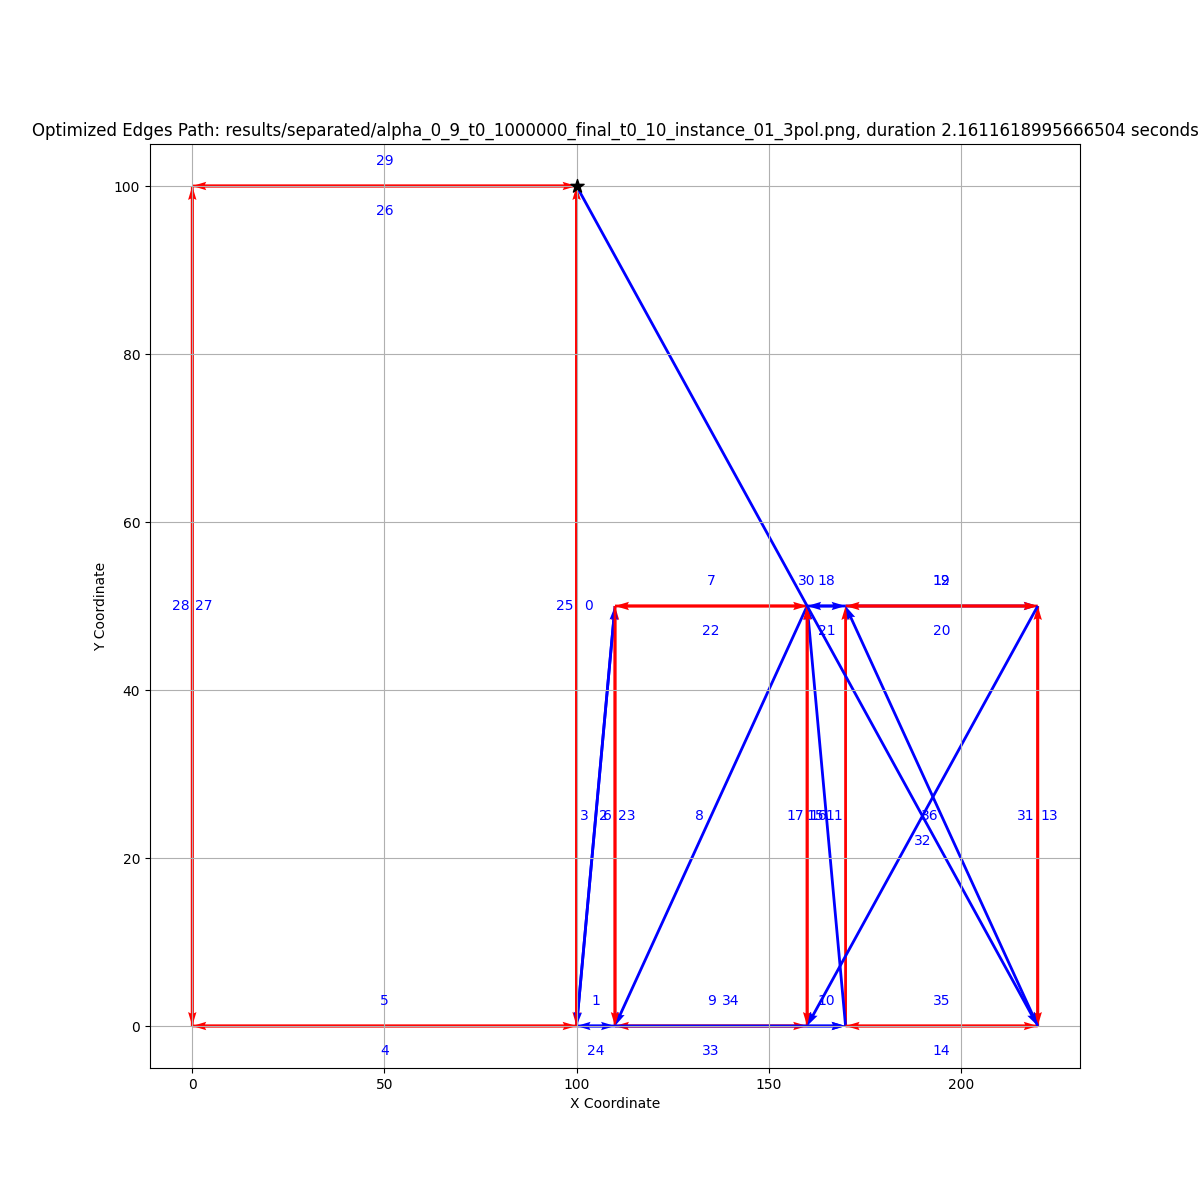 Optimized Edges Path: results/separated/alpha_0_9_t0_1000000_final_t0_10_instance_01_3pol.png, duration 2.1611618995666504 seconds
29
100
26
80
60
7 30 18 19
28 27 25 0
22 21 20
40
3 6 23 8 17 11 36 31 13
32
20
5 1 9 34 10 35
0
4 24 33 14
0 50 100 150 200
X Coordinate
Y Coordinate